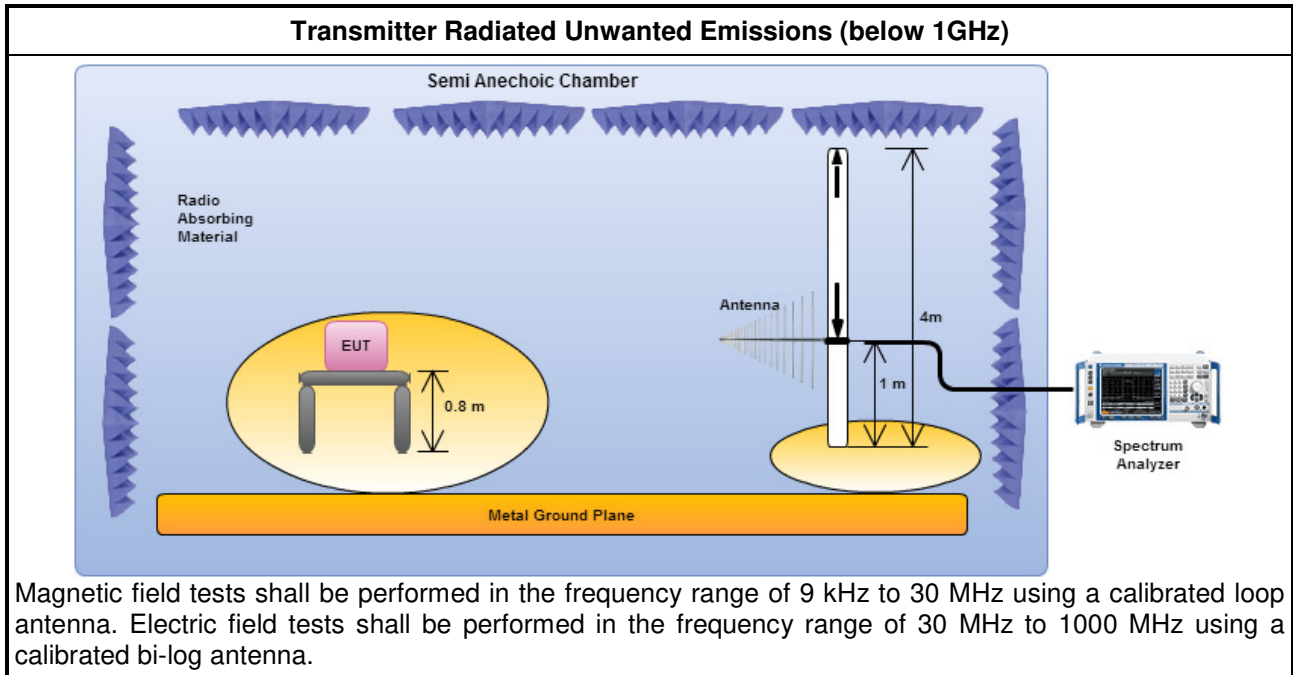 Transmitter Radiated Unwanted Emissions (below 1GHz)
Semi Anechoic Chamber
Radio
Absorbing
Material
Antenna
4m
EUT
1 m
0.8 m
Spectrum
Analyzer
Metal Ground Plane
Magnetic field tests shall be performed in the frequency range of 9 kHz to 30 MHz using a calibrated loop
antenna. Electric field tests shall be performed in the frequency range of 30 MHz to 1000 MHz using a
calibrated bi-log antenna.